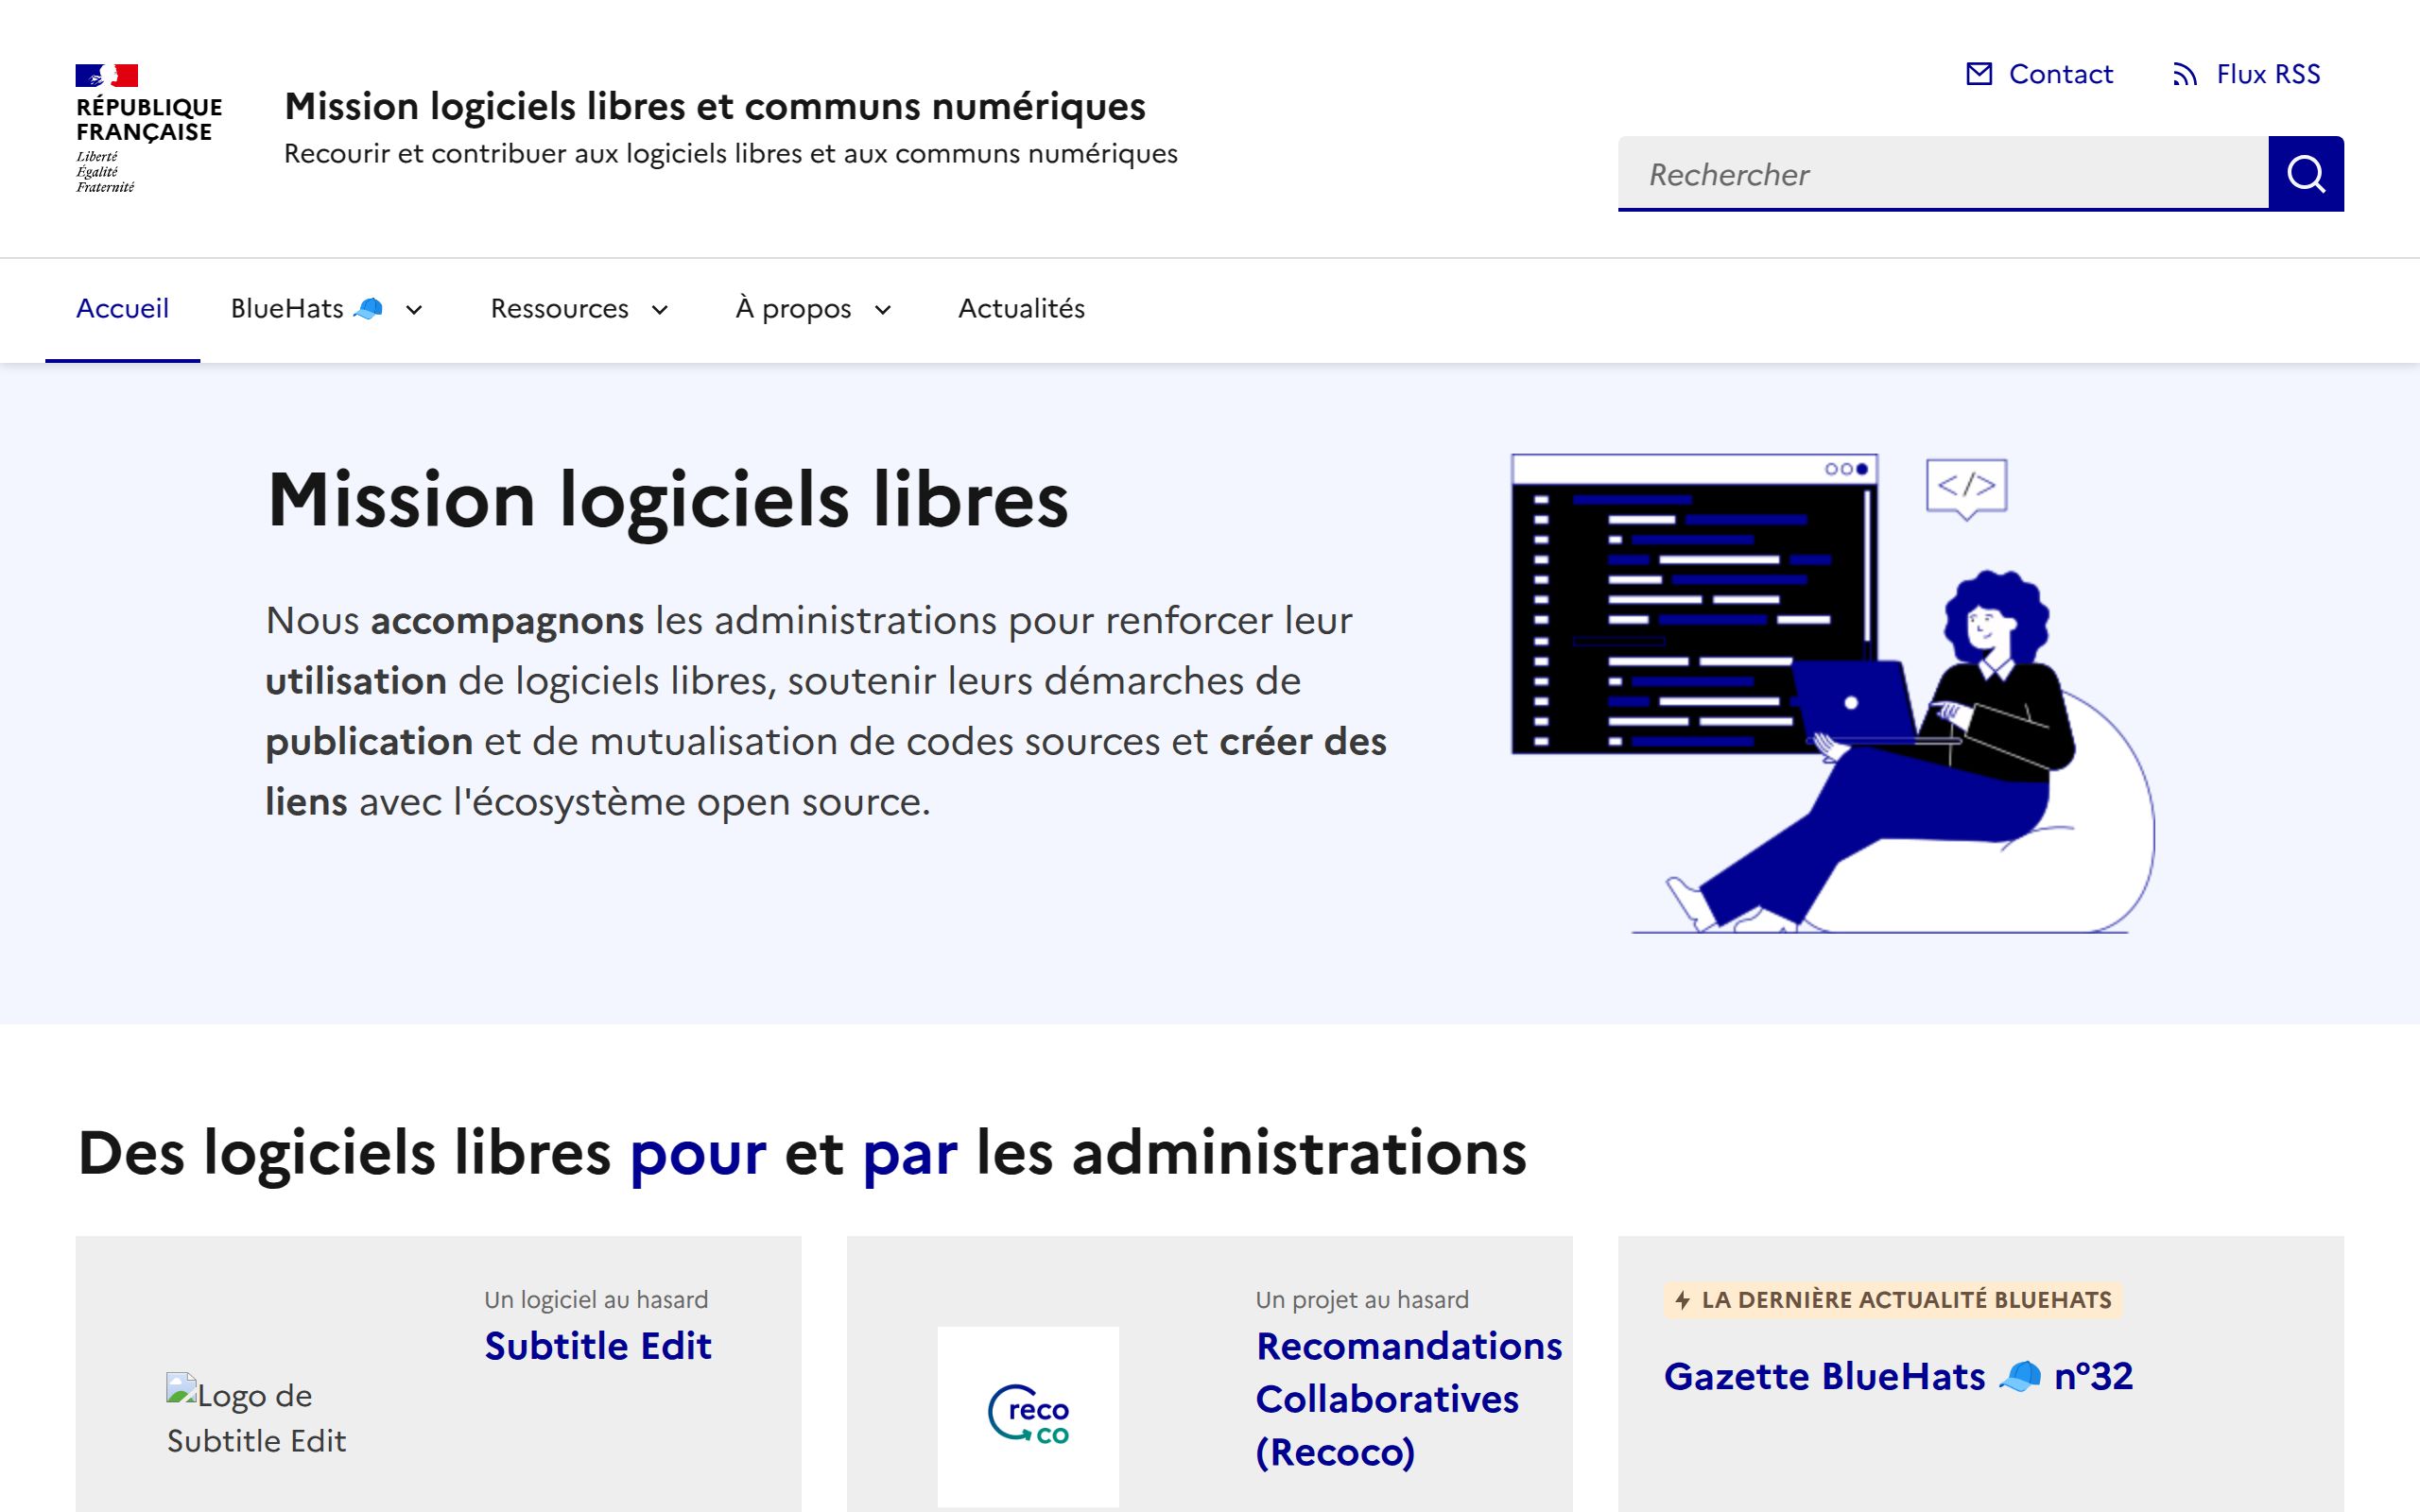 RÉPUBLIQUE
FRANÇAISE
Liberté
Égalité
Fraternité
Mission logiciels libres et communs numériques
Recourir et contribuer aux logiciels libres et aux communs numériques
Contact
Flux RSS
Rechercher
Accueil
BlueHats 🧢
Ressources
À propos
Actualités
Mission logiciels libres
Nous accompagnons les administrations pour renforcer leur
utilisation de logiciels libres, soutenir leurs démarches de
publication et de mutualisation de codes sources et créer des
liens avec l'écosystème open source.
</>
Des logiciels libres pour et par les administrations
Logo de
Subtitle Edit
Un logiciel au hasard
Subtitle Edit
reco
co
Un projet au hasard
Recomandations
Collaboratives
(Recoco)
LA DERNIÈRE ACTUALITÉ BLUEHATS
Gazette BlueHats 🧢 n°32